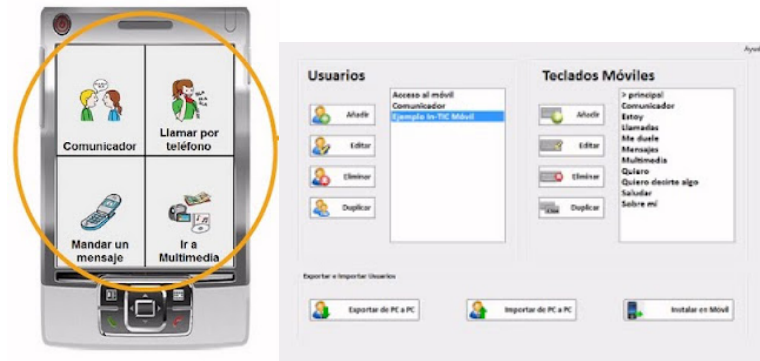 Comunicador
Llamar por
teléfono
Mandar un
mensaje
Ir a
Multimedia
Usuarios
Añadir
Editar
Eliminar
Duplicar
Acceso al móvil
Comunicador
Ejemplo In-TIC Móvil
Teclados Móviles
Añadir
Editar
Eliminar
Duplicar
> principal
Comunicador
Estoy
Llamadas
Me duele
Mensajes
Multimedia
Quiero
Quiero decirte algo
Saludar
Sobre mí
Exportar o Importar Usuarios
Exportar de PC a PC
Importar de PC a PC
Instalar en Móvil